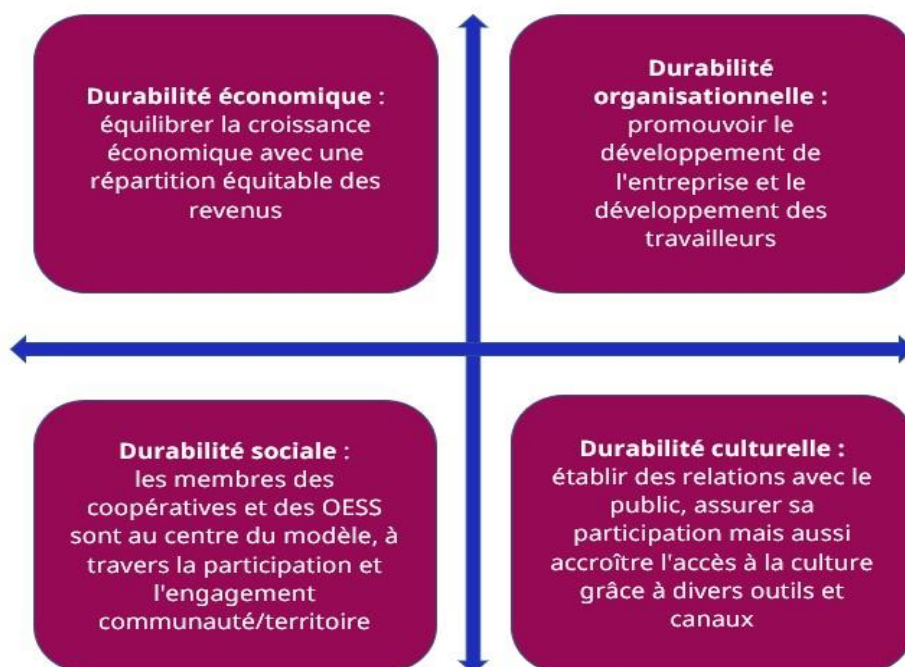 Durabilité économique :
équilibrer la croissance
économique avec une
répartition équitable des
revenus
Durabilité
organisationnelle :
promouvoir le
développement de
l'entreprise et le
développement des
travailleurs
Durabilité sociale :
les membres des
coopératives et des OESS
sont au centre du modèle, à
travers la participation et
l'engagement
communauté/territoire
Durabilité culturelle :
établir des relations avec le
public, assurer sa
participation mais aussi
accroître l'accès à la culture
grâce à divers outils et
canaux